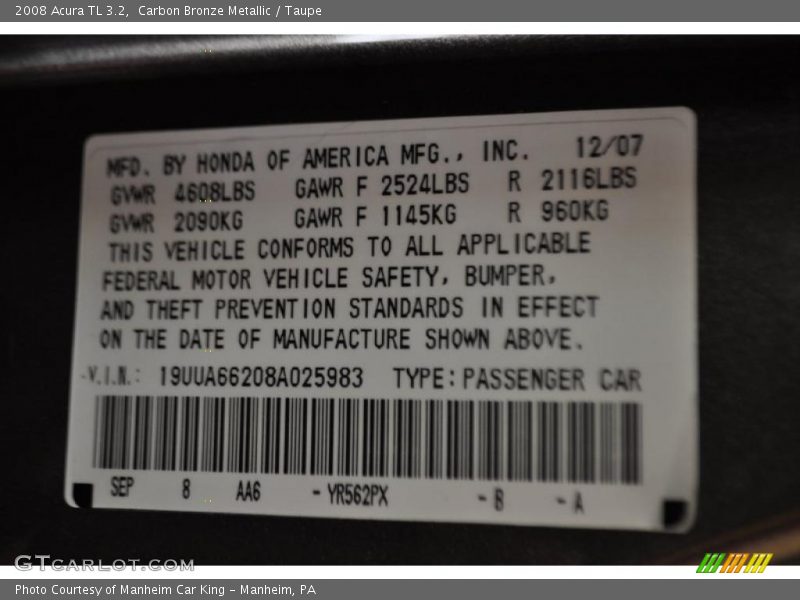 2008 Acura TL 3.2,  Carbon Bronze Metallic / Taupe
MFD. BY HONDA OF AMERICA MFG., INC. 12/07
GVWR 4608LBS GAWR F 2524LBS R 2116LBS
GVWR 2090KG GAWR F 1145KG R 960KG
THIS VEHICLE CONFORMS TO ALL APPLICABLE
FEDERAL MOTOR VEHICLE SAFETY, BUMPER,
AND THEFT PREVENTION STANDARDS IN EFFECT
ON THE DATE OF MANUFACTURE SHOWN ABOVE.
V.I.N.: 19UUA66208A025983 TYPE: PASSENGER CAR
SEP 8 AA6 - YR562PX - B - A
GTCarLot.com
Photo Courtesy of Manheim Car King - Manheim, PA